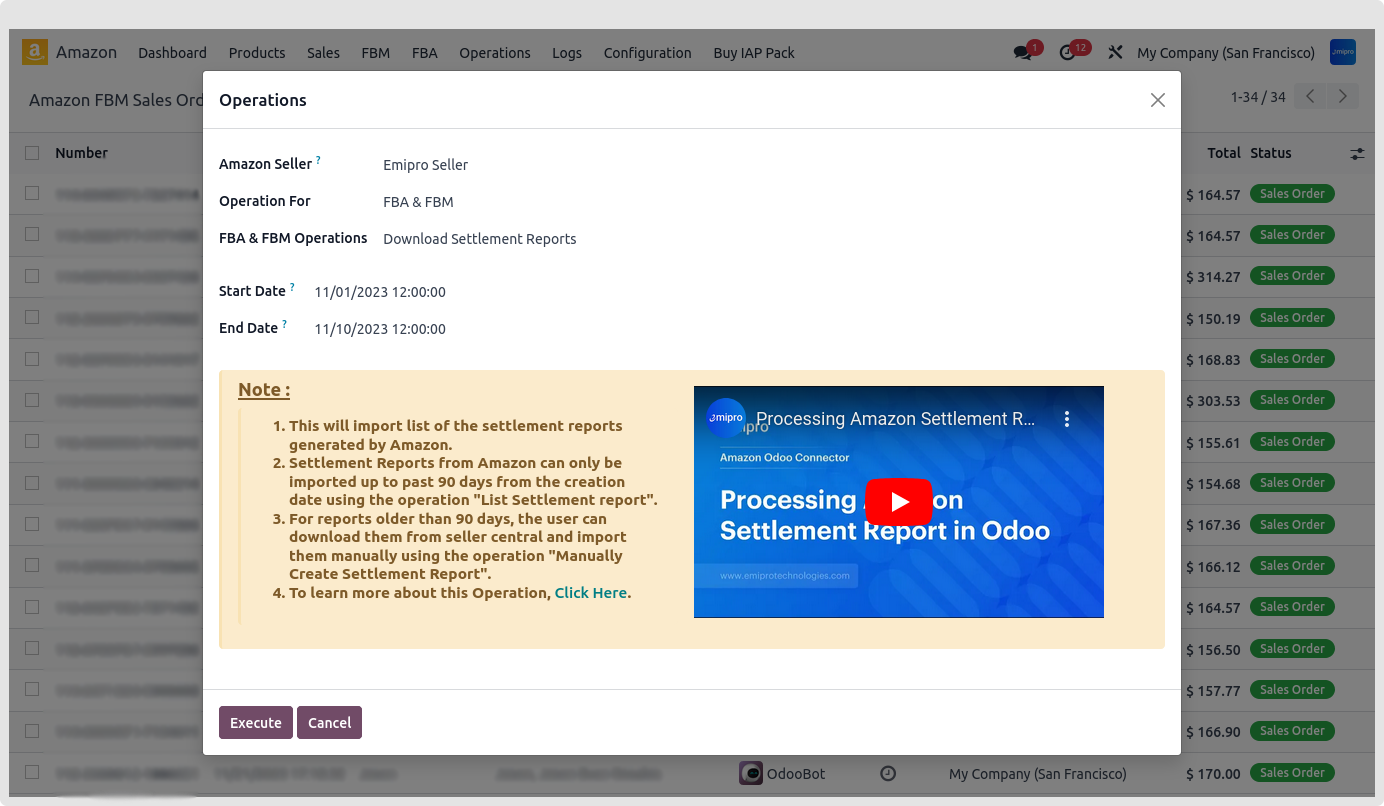 a Amazon Dashboard Products Sales FBM FBA Operations Logs Configuration Buy IAP Pack 1 12 My Company (San Francisco) emipro
Amazon FBM Sales Ord 1-34 / 34
Operations
Number Total Status
Amazon Seller ? Emipro Seller
Operation For FBA & FBM
FBA & FBM Operations Download Settlement Reports
Start Date ? 11/01/2023 12:00:00
End Date ? 11/10/2023 12:00:00
Note :
1. This will import list of the settlement reports
generated by Amazon.
2. Settlement Reports from Amazon can only be
imported up to past 90 days from the creation
date using the operation "List Settlement report".
3. For reports older than 90 days, the user can
download them from seller central and import
them manually using the operation "Manually
Create Settlement Report".
4. To learn more about this Operation, Click Here.
emipro Processing Amazon Settlement R...
ipro
Amazon Odoo Connector
Processing A on
Settlement Report in Odoo
www.emiprotechnologies.com
Execute Cancel
$ 164.57 Sales Order
$ 164.57 Sales Order
$ 314.27 Sales Order
$ 150.19 Sales Order
$ 168.83 Sales Order
$ 303.53 Sales Order
$ 155.61 Sales Order
$ 154.68 Sales Order
$ 167.36 Sales Order
$ 166.12 Sales Order
$ 164.57 Sales Order
$ 156.50 Sales Order
$ 157.77 Sales Order
$ 166.90 Sales Order
OdooBot My Company (San Francisco) $ 170.00 Sales Order